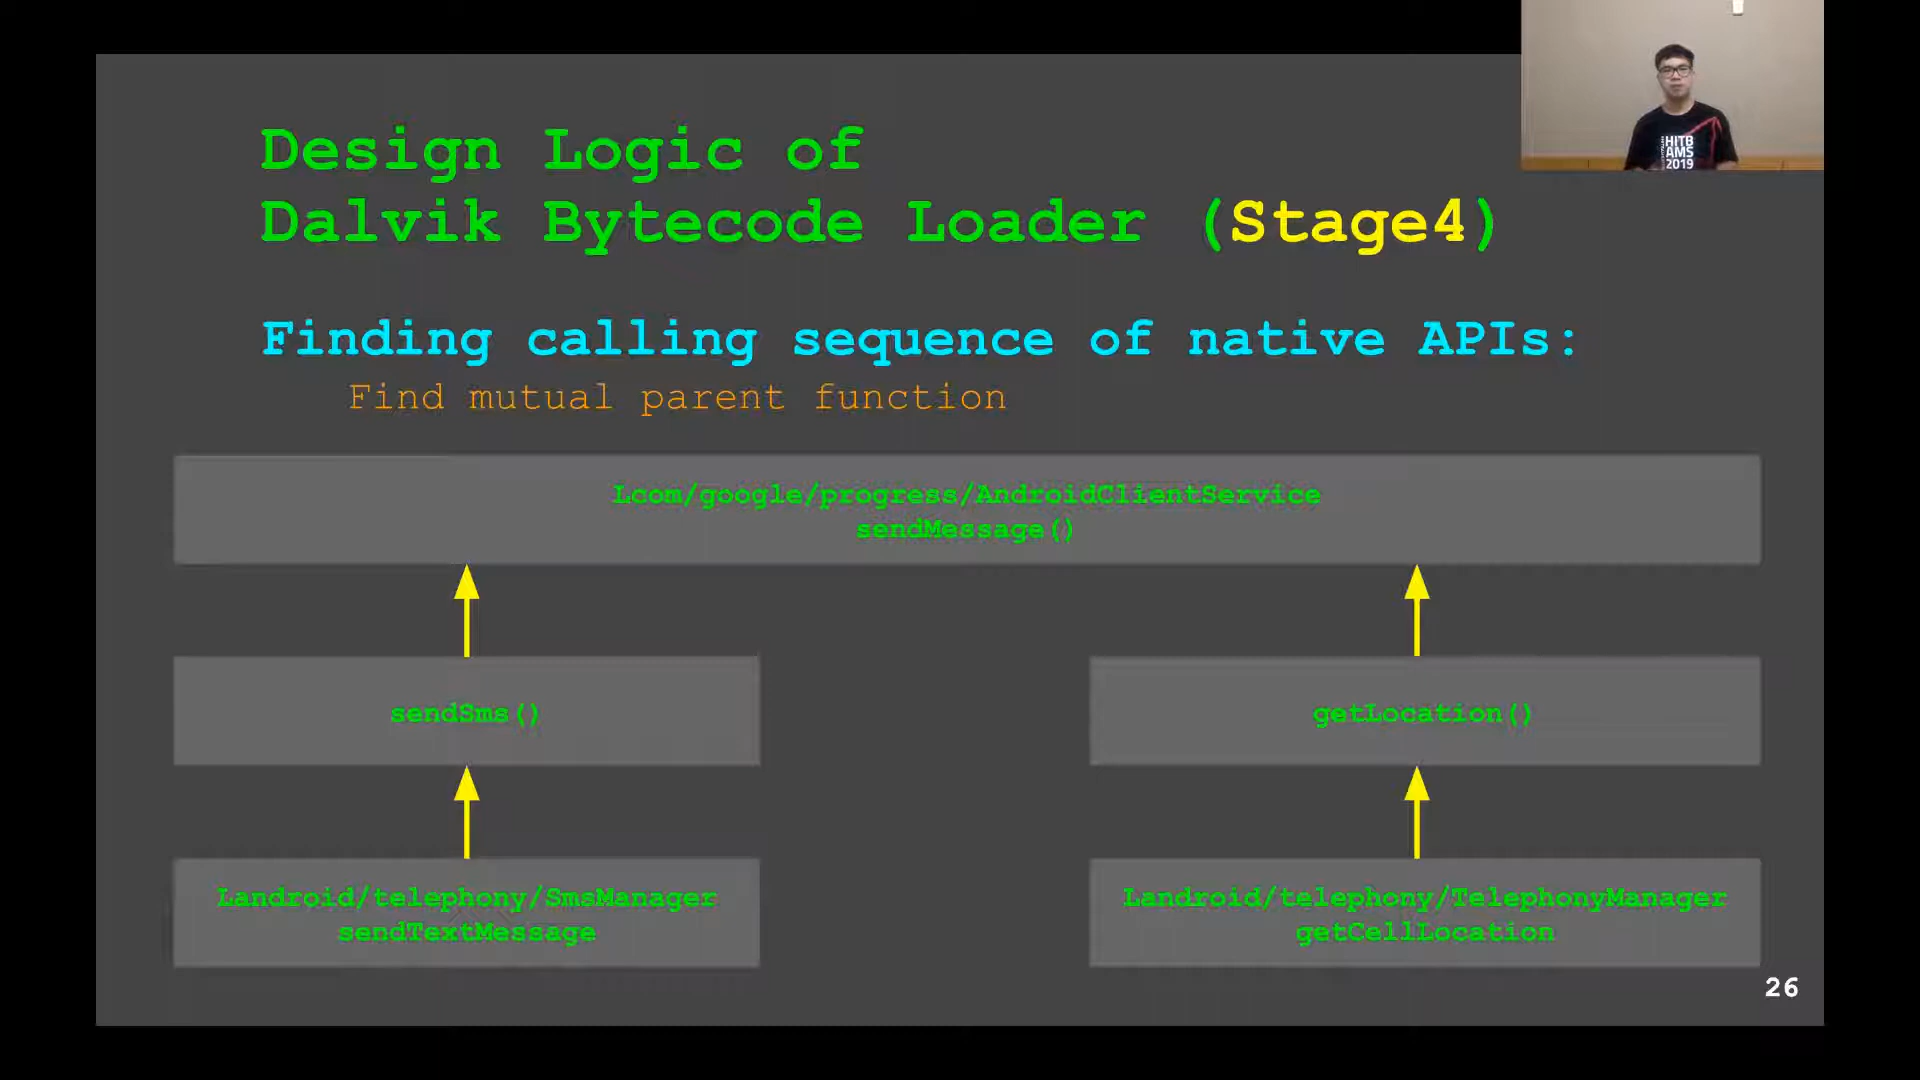 Design Logic of
Dalvik Bytecode Loader (Stage4)
Finding calling sequence of native APIs:
Find mutual parent function
Lcom/google/progress/AndroidClientService
sendMessage()
sendSms()
getLocation()
Landroid/telephony/SmsManager
sendTextMessage
Landroid/telephony/TelephonyManager
getCellLocation
26
HITB
AMS
2019